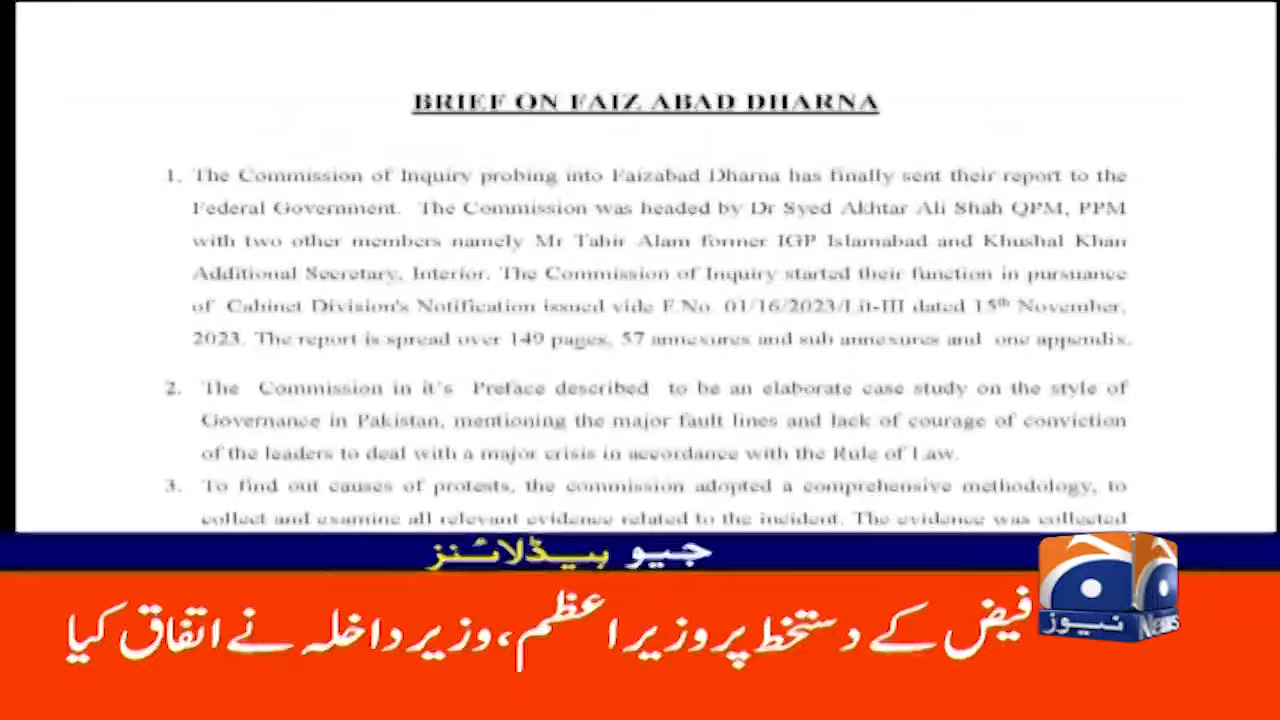 BRIEF ON FAIZ ABAD DHARNA
1. The Commission of Inquiry probing into Faizabad Dharna has finally sent their report to the
Federal Government. The Commission was headed by Dr Syed Akhtar Ali Shah QPM, PPM
with two other members namely Mr Tahir Alam former IGP Islamabad and Khushal Khan
Additional Secretary, Interior. The Commission of Inquiry started their function in pursuance
of Cabinet Division's Notification issued vide F.No. 01/16/2023/Lit-III dated 15th November,
2023. The report is spread over 149 pages, 57 annexures and sub annexures and one appendix.
2. The Commission in it's Preface described to be an elaborate case study on the style of
Governance in Pakistan, mentioning the major fault lines and lack of courage of conviction
of the leaders to deal with a major crisis in accordance with the Rule of Law.
3. To find out causes of protests, the commission adopted a comprehensive methodology, to
collect and examine all relevant evidence related to the incident. The evidence was collected
جیو ہیڈلائنز
فیض کے دستخط پر وزیر اعظم، وزیر داخلہ نے اتفاق کیا
نیوز News